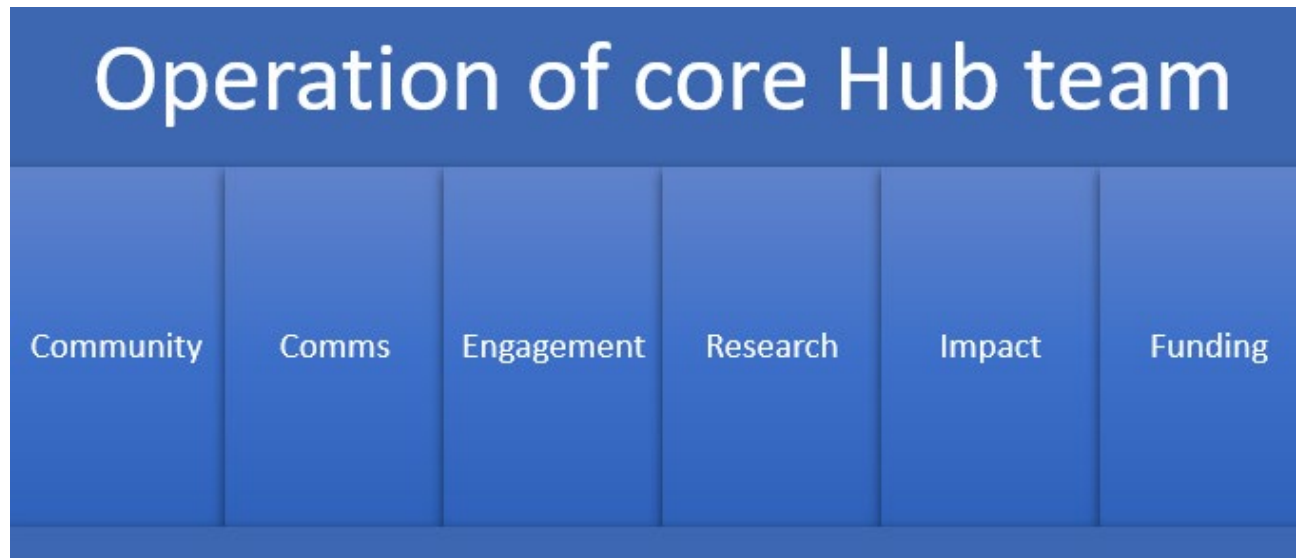 Operation of core Hub team
Community
Comms
Engagement
Research
Impact
Funding